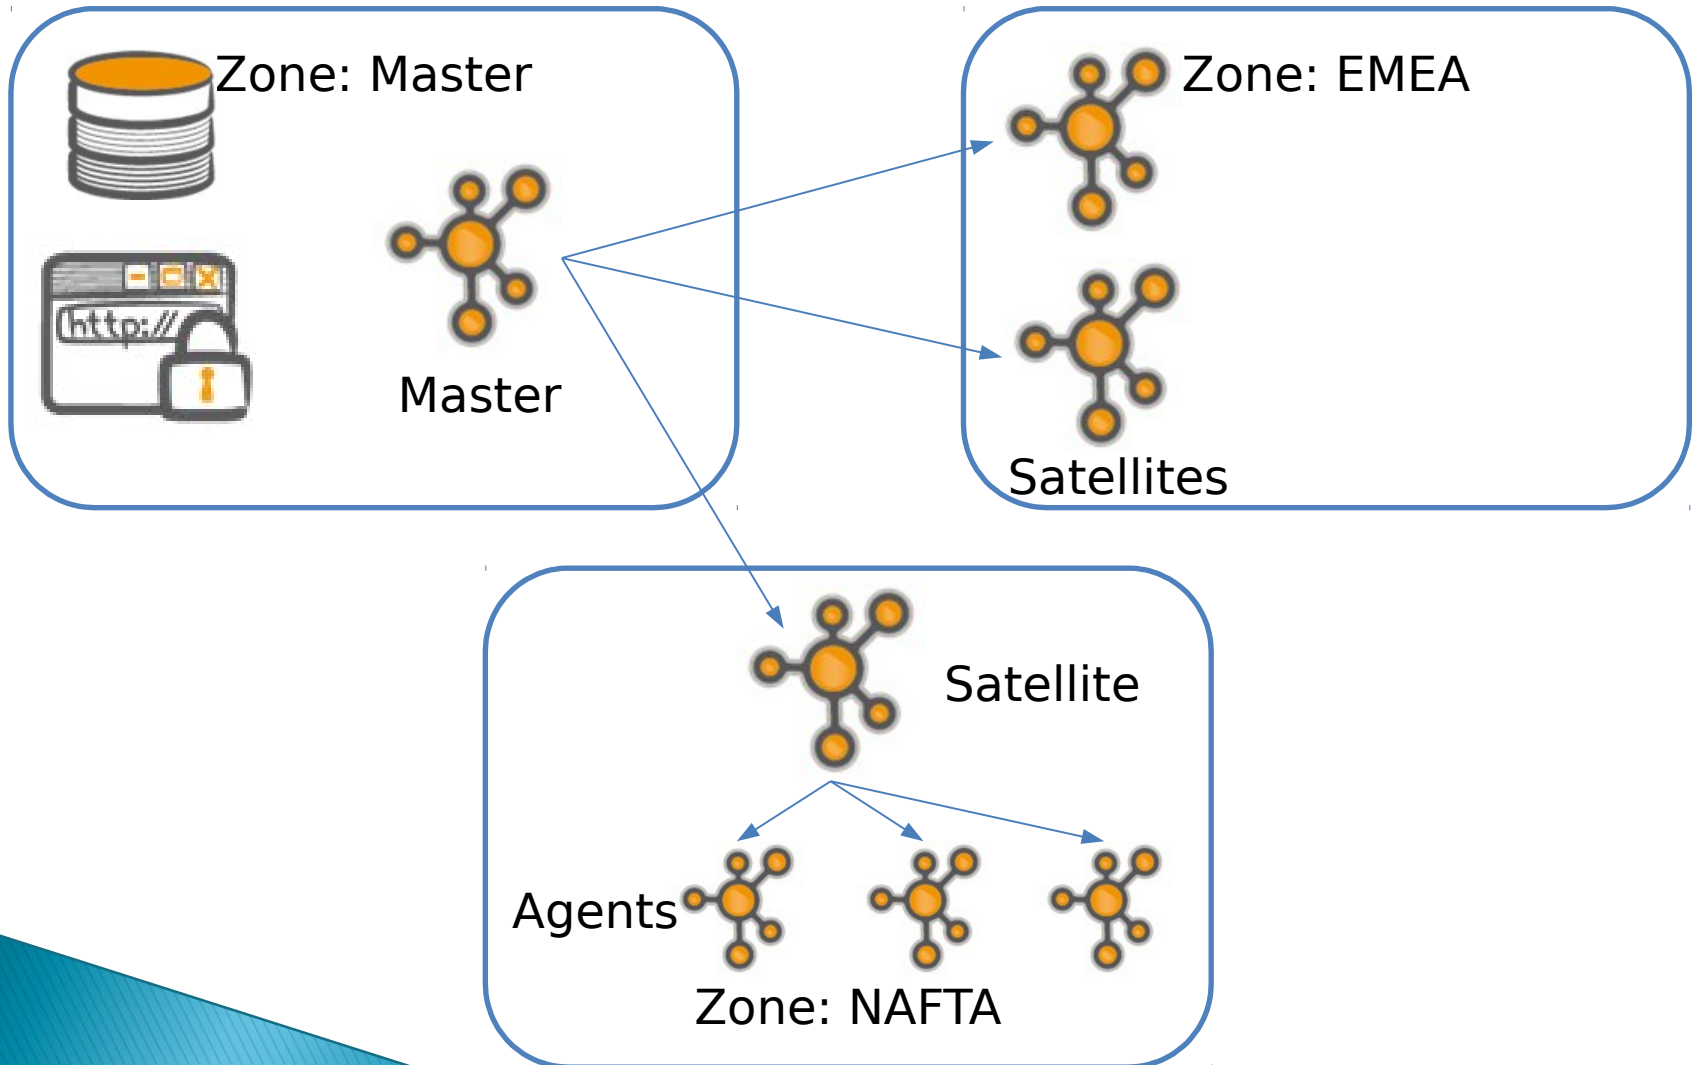 Zone: Master
http://
Master
Zone: EMEA
Satellites
Satellite
Agents
Zone: NAFTA